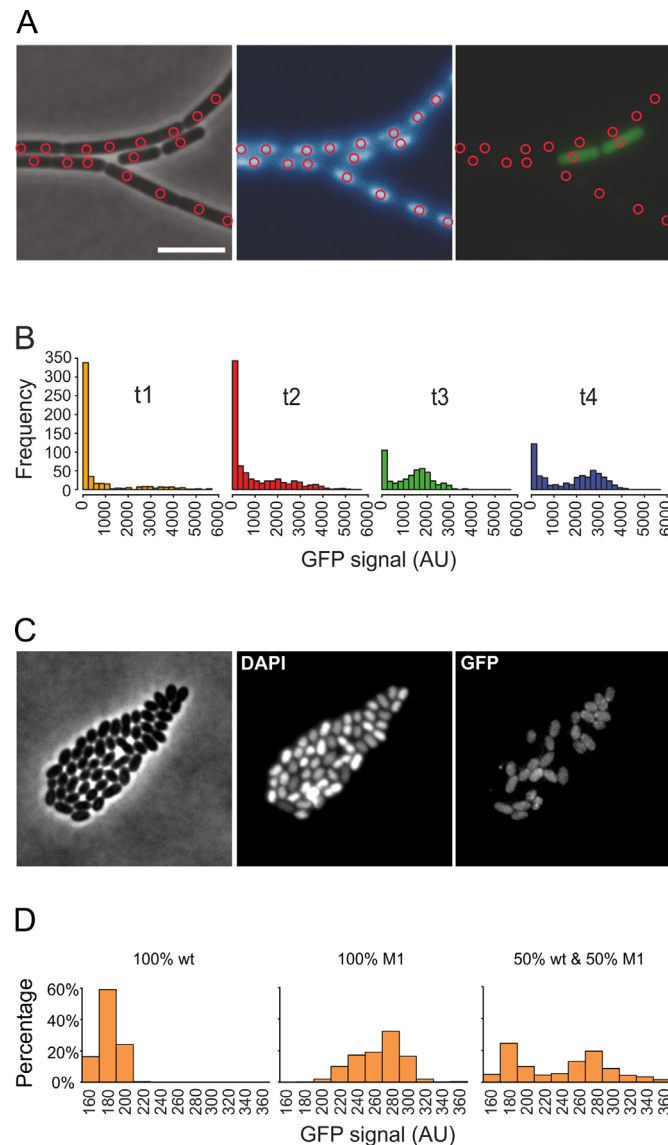 A
B
Frequency
350
300
250
200
150
100
50
0
t1 t2 t3 t4
0 1000 2000 3000 4000 5000 6000 0 1000 2000 3000 4000 5000 6000 0 1000 2000 3000 4000 5000 6000 0 1000 2000 3000 4000 5000 6000
GFP signal (AU)
C
DAPI GFP
D
100% wt 100% M1 50% wt & 50% M1
Percentage
60%
40%
20%
0%
160 180 200 220 240 260 280 300 320 340 360 160 180 200 220 240 260 280 300 320 340 360 160 180 200 220 240 260 280 300 320 340 360
GFP signal (AU)